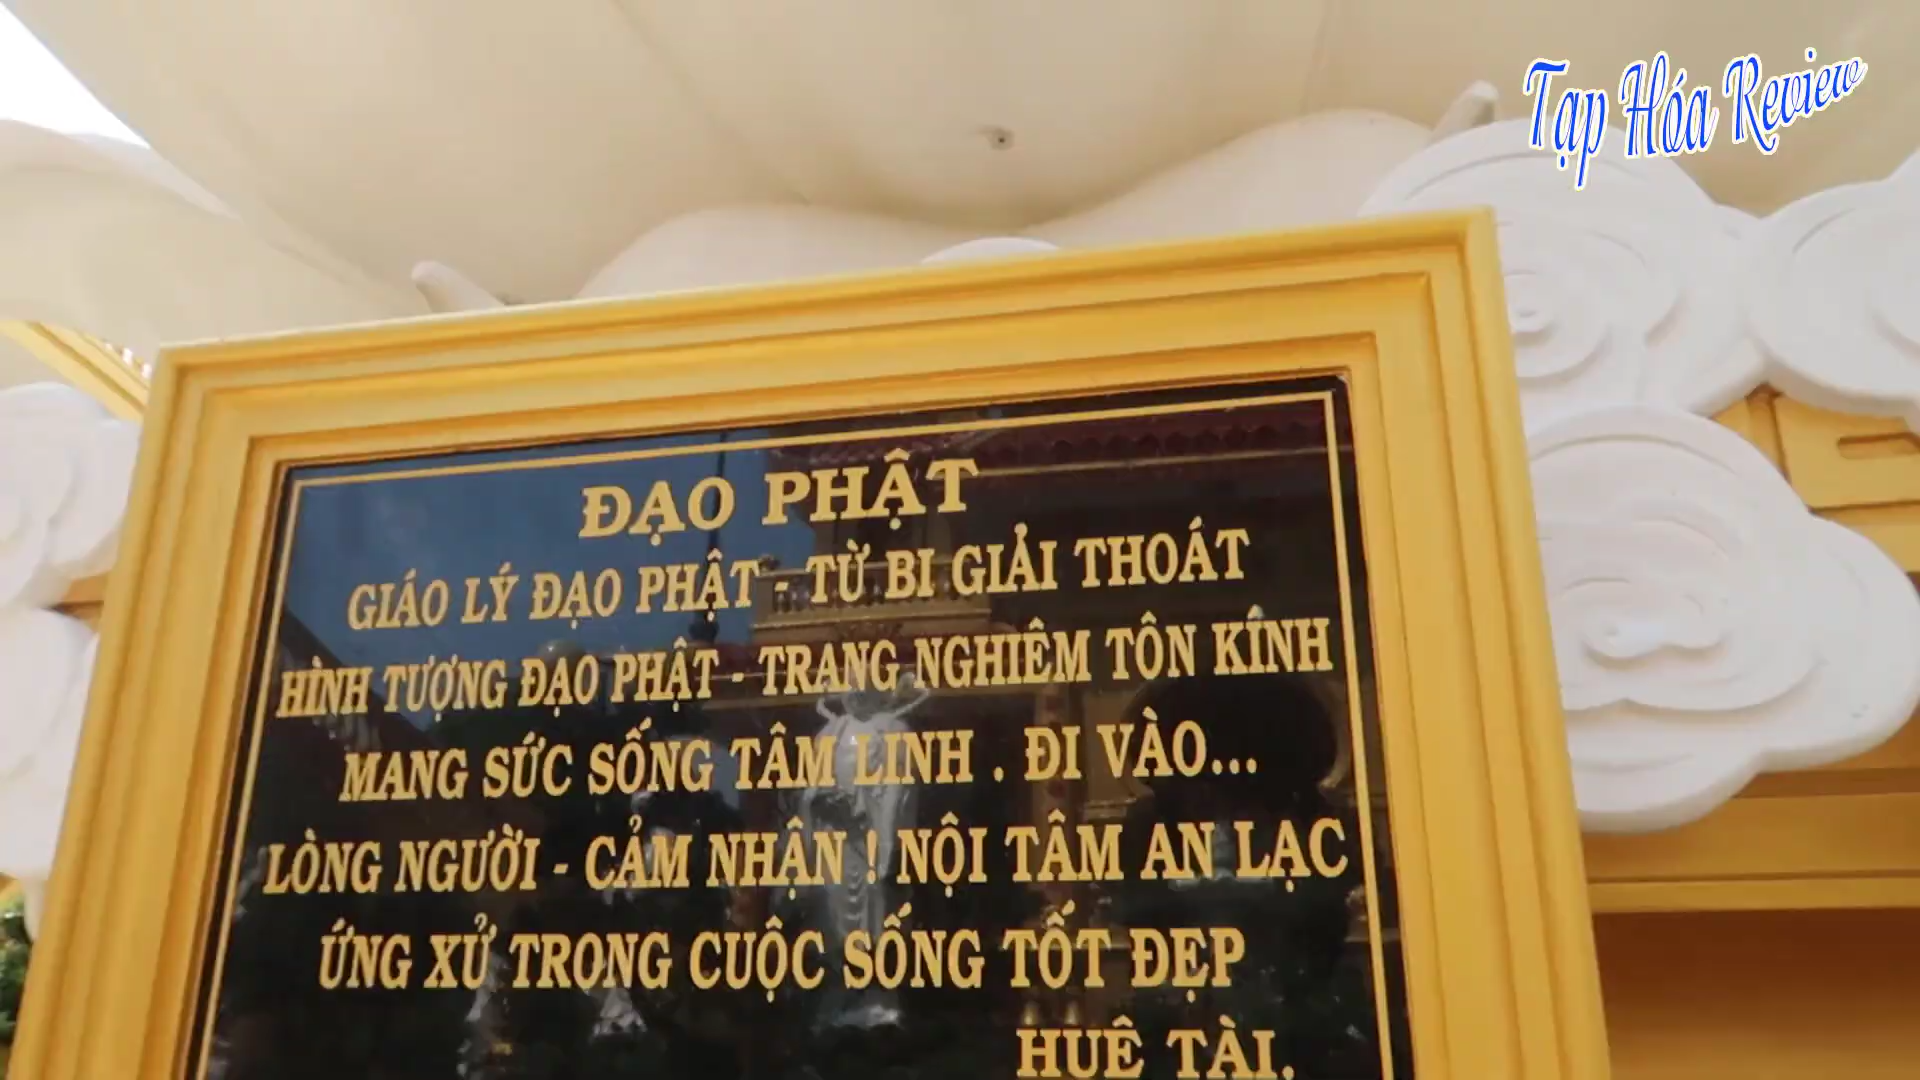 Tạp Hóa Review
ĐẠO PHẬT
GIÁO LÝ ĐẠO PHẬT - TỪ BI GIẢI THOÁT
HÌNH TƯỢNG ĐẠO PHẬT - TRANG NGHIÊM TÔN KÍNH
MANG SỨC SỐNG TÂM LINH . ĐI VÀO...
LÒNG NGƯỜI - CẢM NHẬN ! NỘI TÂM AN LẠC
ỨNG XỬ TRONG CUỘC SỐNG TỐT ĐẸP
HUÊ TÀI.